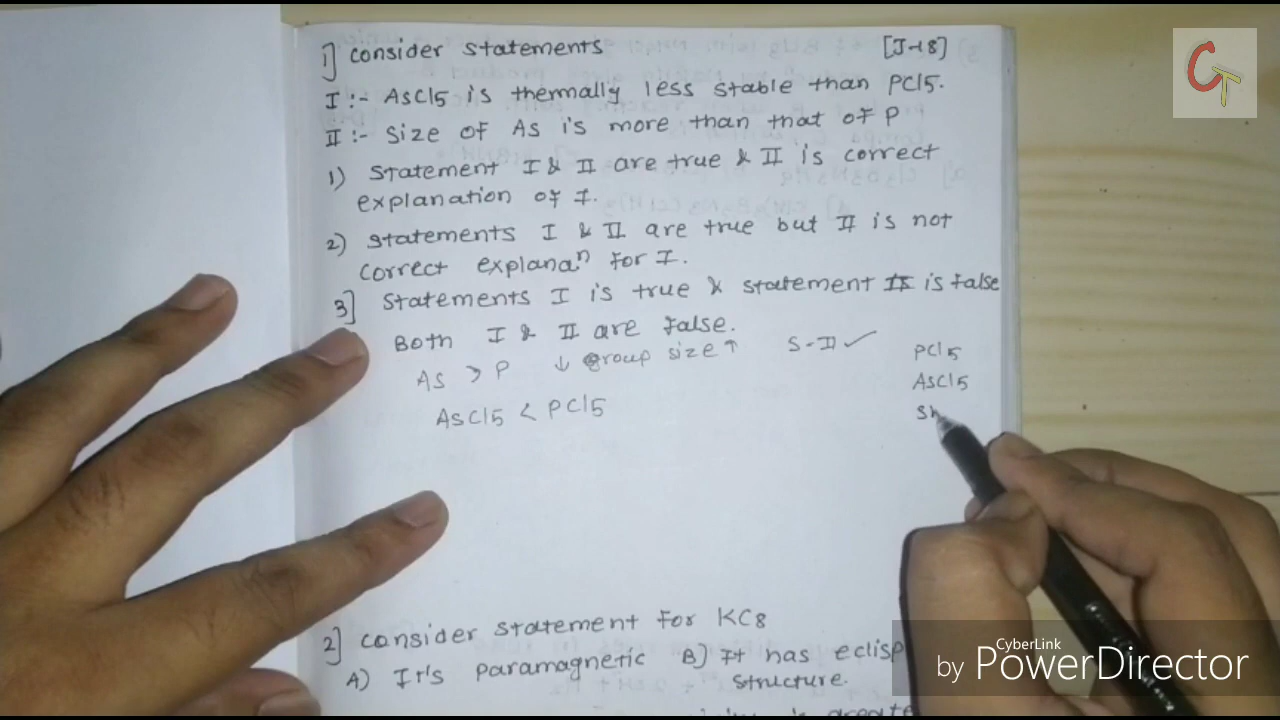 1] Consider statements [J-18]
I :- AsCl5 is thermally less stable than PCl5.
II :- Size of As is more than that of P
1) Statement I & II are true & II is correct
explanation of I.
2) Statements I & II are true but II is not
correct explanaⁿ for I.
3] Statements I is true & statement II is false
Both I & II are false.
As > P ↓ group size ↑ S-II ✓
AsCl5 < PCl5
PCl5
AsCl5
2] Consider statement for KC8
A) It's paramagnetic B) It has eclisp
structure.
CT
CyberLink
by PowerDirector